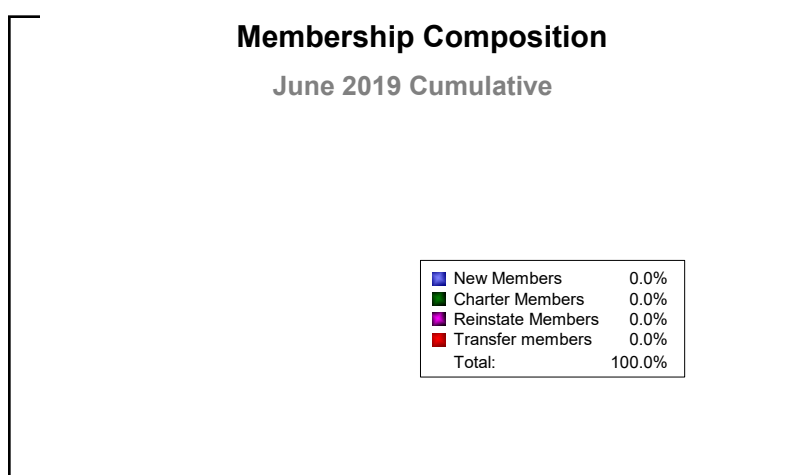 Membership Composition
June 2019 Cumulative
New Members 0.0%
Charter Members 0.0%
Reinstate Members 0.0%
Transfer members 0.0%
Total: 100.0%